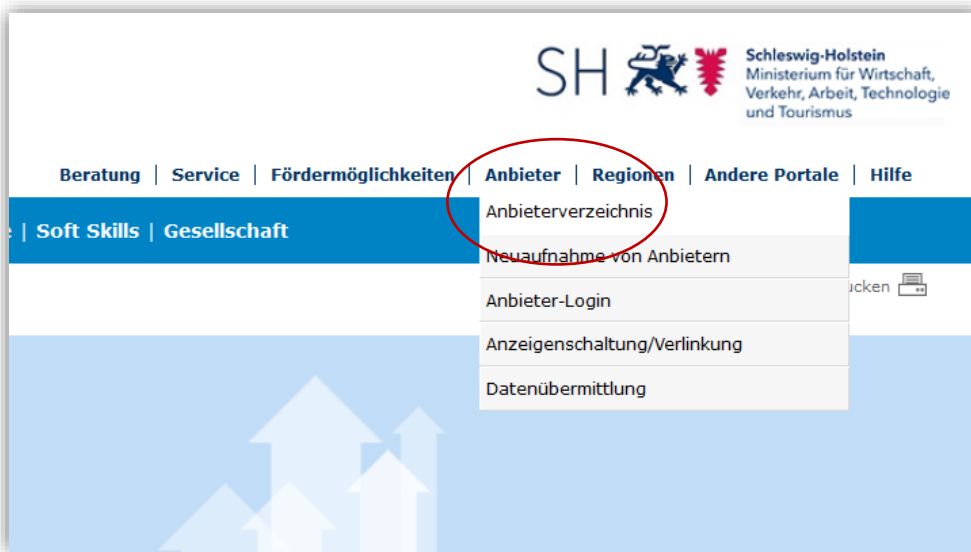 SH
Schleswig-Holstein
Ministerium für Wirtschaft,
Verkehr, Arbeit, Technologie
und Tourismus
Beratung | Service | Fördermöglichkeiten | Anbieter | Regionen | Andere Portale | Hilfe
| Soft Skills | Gesellschaft
Anbieterverzeichnis
Neuaufnahme von Anbietern
Anbieter-Login
Anzeigenschaltung/Verlinkung
Datenübermittlung